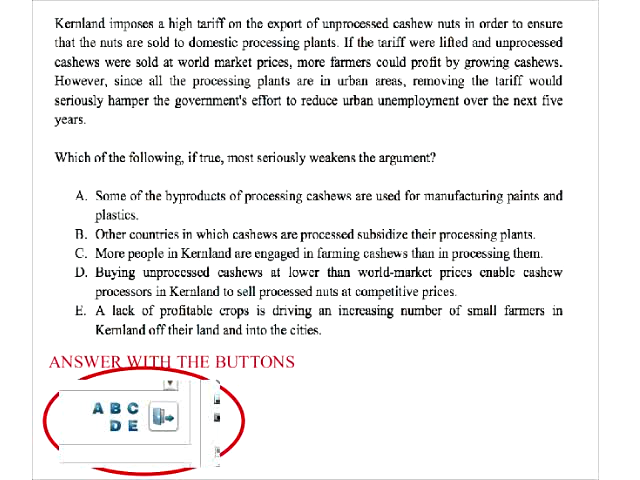 Kernland imposes a high tariff on the export of unprocessed cashew nuts in order to ensure
that the nuts are sold to domestic processing plants. If the tariff were lifted and unprocessed
cashews were sold at world market prices, more farmers could profit by growing cashews.
However, since all the processing plants are in urban areas, removing the tariff would
seriously hamper the government's effort to reduce urban unemployment over the next five
years.
Which of the following, if true, most seriously weakens the argument?
A. Some of the byproducts of processing cashews are used for manufacturing paints and
plastics.
B. Other countries in which cashews are processed subsidize their processing plants.
C. More people in Kernland are engaged in farming cashews than in processing them.
D. Buying unprocessed cashews at lower than world-market prices enable cashew
processors in Kernland to sell processed nuts at competitive prices.
E. A lack of profitable crops is driving an increasing number of small farmers in
Kernland off their land and into the cities.
ANSWER WITH THE BUTTONS
A B C
D E